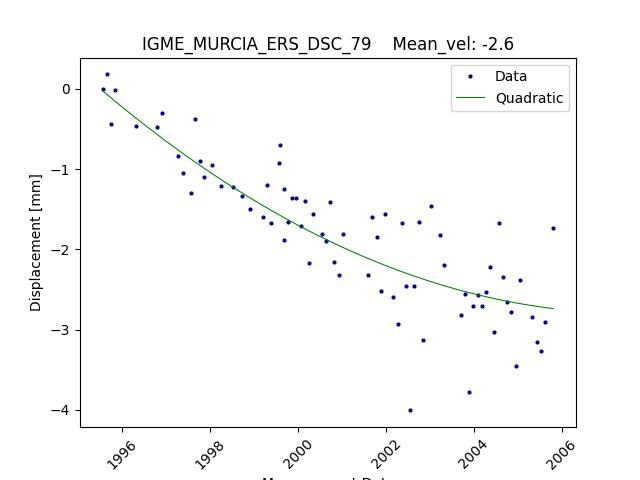 IGME_MURCIA_ERS_DSC_79    Mean_vel: -2.6
Data
Quadratic
0
−1
−2
−3
−4
Displacement [mm]
1996
1998
2000
2002
2004
2006